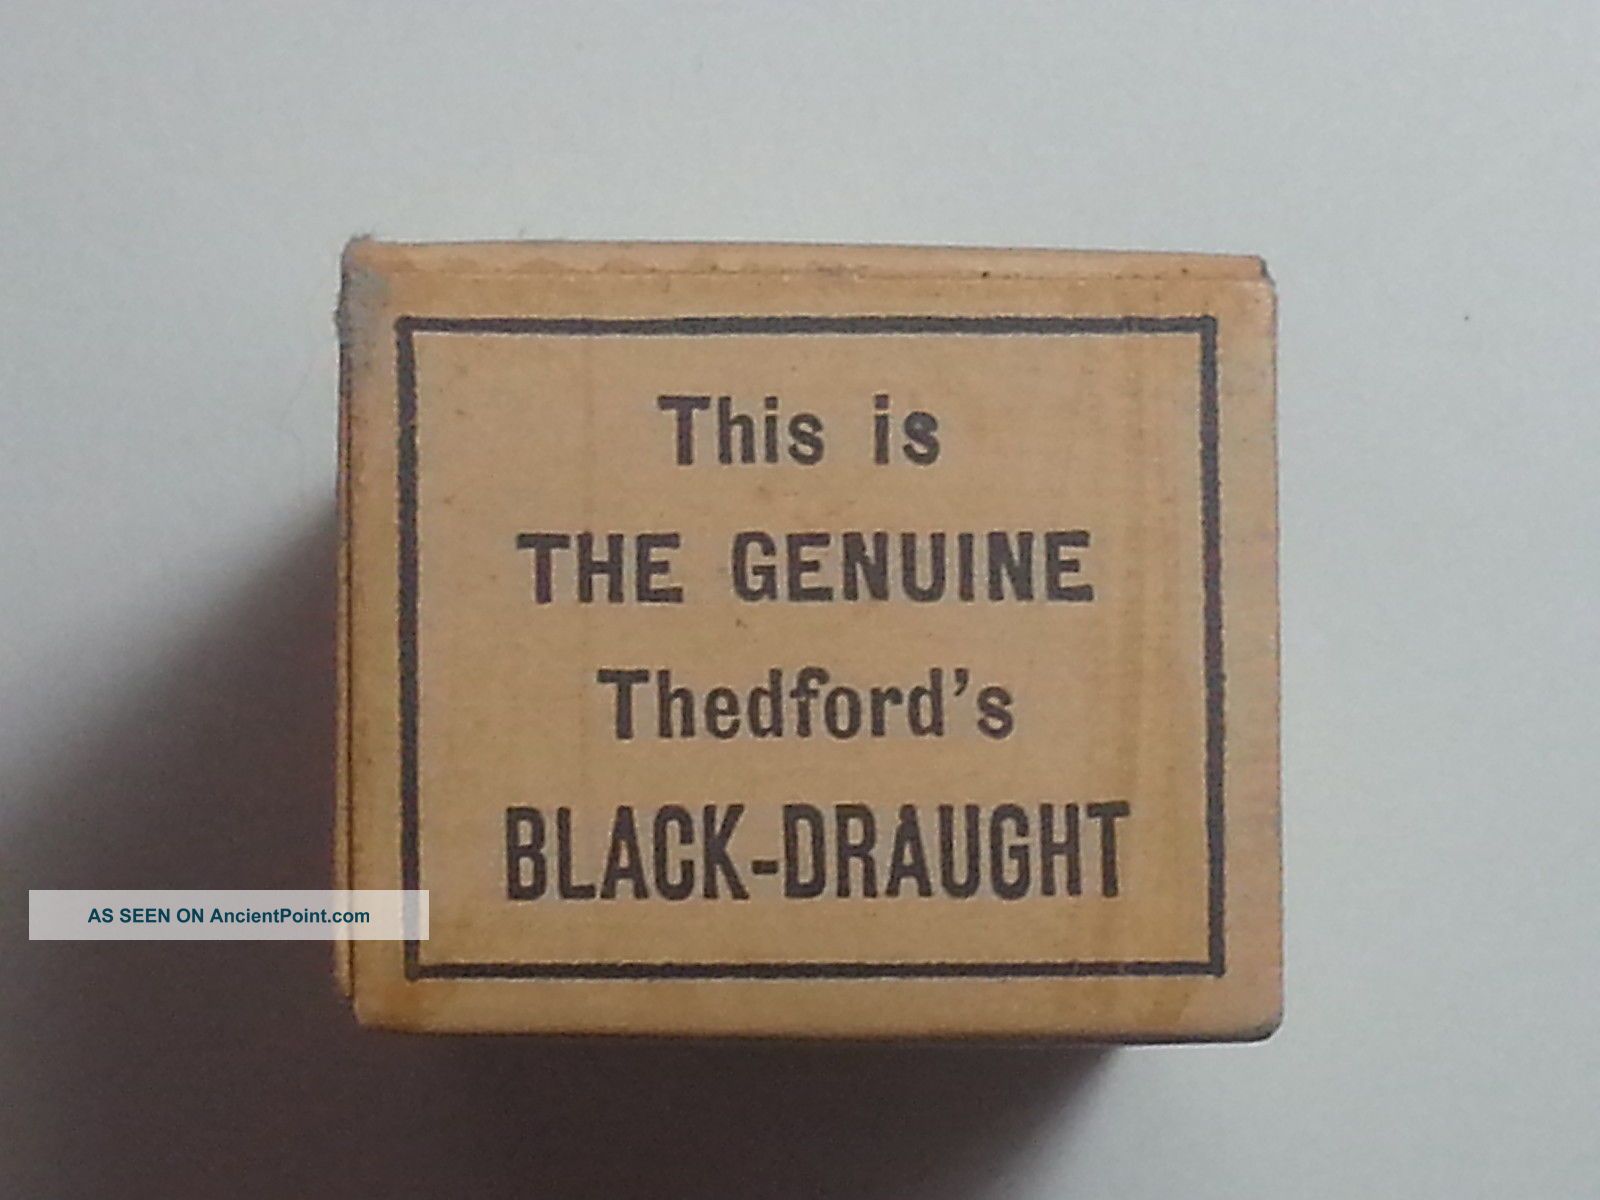 This is
THE GENUINE
Thedford's
BLACK-DRAUGHT
AS SEEN ON AncientPoint.com